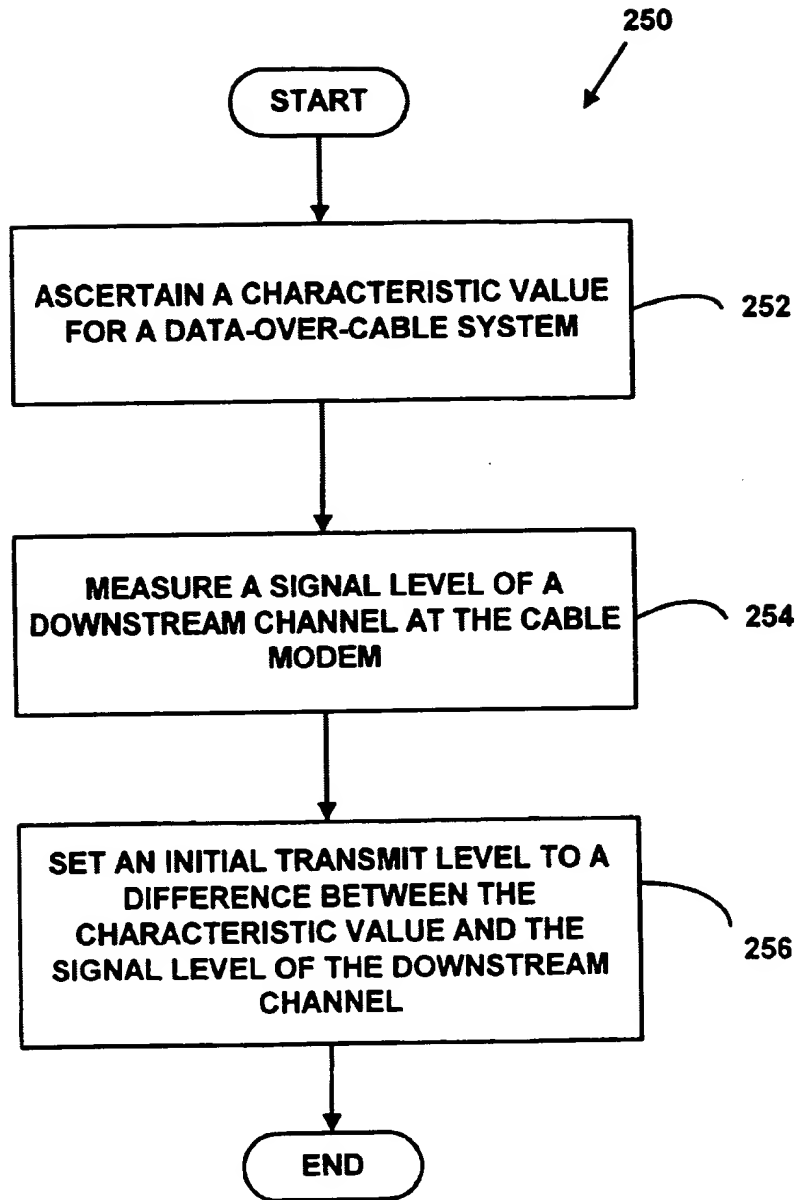 250
START
ASCERTAIN A CHARACTERISTIC VALUE
FOR A DATA-OVER-CABLE SYSTEM
252
MEASURE A SIGNAL LEVEL OF A
DOWNSTREAM CHANNEL AT THE CABLE
MODEM
254
SET AN INITIAL TRANSMIT LEVEL TO A
DIFFERENCE BETWEEN THE
CHARACTERISTIC VALUE AND THE
SIGNAL LEVEL OF THE DOWNSTREAM
CHANNEL
256
END